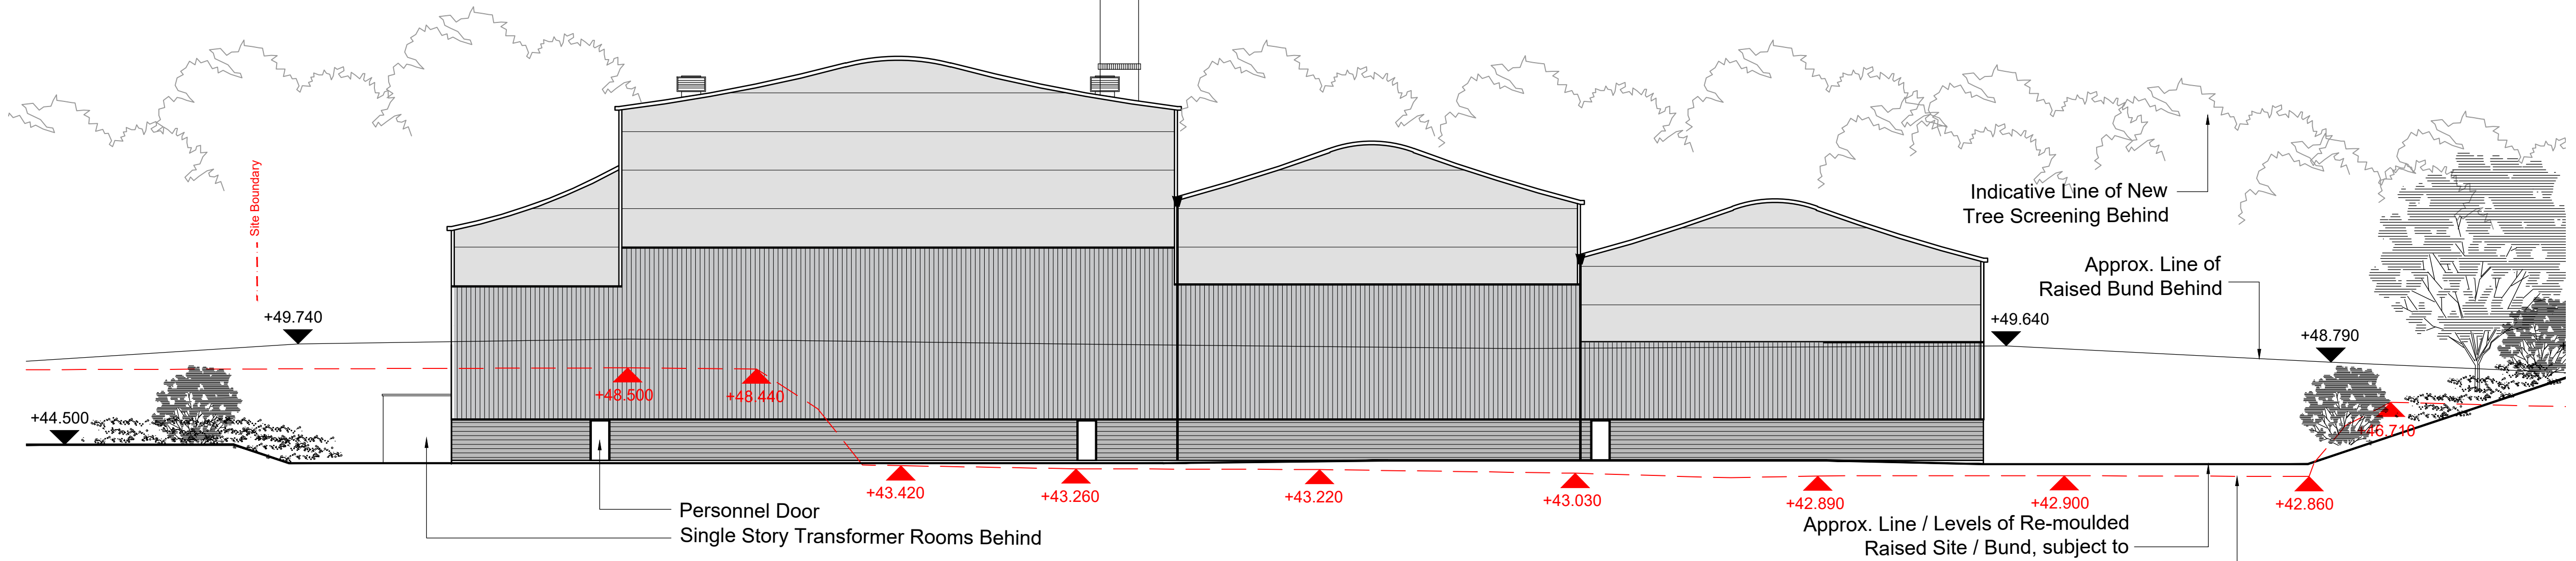 Site Boundary
Indicative Line of New
Tree Screening Behind
Approx. Line of
Raised Bund Behind
+49.740
+49.640
+48.790
+48.500
+48.440
+44.500
+46.710
+43.420
+43.260
+43.220
+43.030
+42.890
+42.900
+42.860
Personnel Door
Single Story Transformer Rooms Behind
Approx. Line / Levels of Re-moulded
Raised Site / Bund, subject to